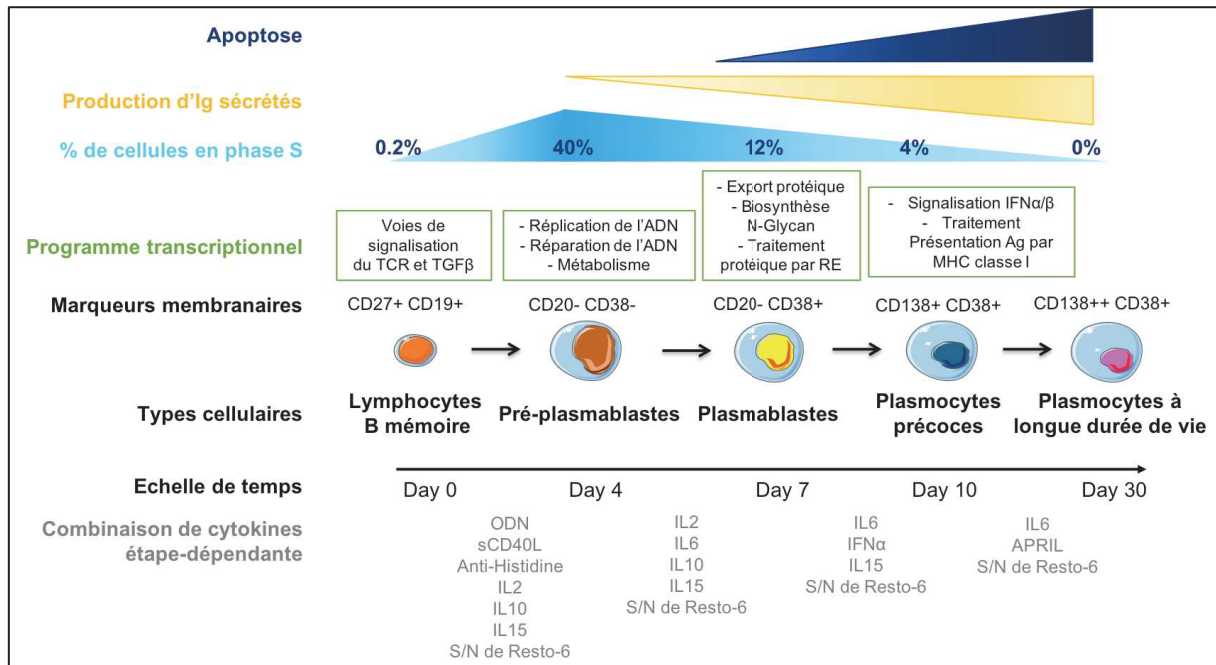 Apoptose
Production d'Ig sécrétés
% de cellules en phase S
0.2%
40%
12%
4%
0%
Programme transcriptionnel
Voies de
signalisation
du TCR et TGFβ
- Réplication de l'ADN
- Réparation de l'ADN
- Métabolisme
- Export protéique
- Biosynthèse
N-Glycan
- Traitement
protéique par RE
- Signalisation IFNα/β
- Traitement
Présentation Ag par
MHC classe I
Marqueurs membranaires
CD27+ CD19+
CD20- CD38-
CD20- CD38+
CD138+ CD38+
CD138++ CD38+
Types cellulaires
Lymphocytes
B mémoire
Pré-plasmablastes
Plasmablastes
Plasmocytes
précoces
Plasmocytes à
longue durée de vie
Echelle de temps
Day 0
Day 4
Day 7
Day 10
Day 30
Combinaison de cytokines
étape-dépendante
ODN
sCD40L
Anti-Histidine
IL2
IL10
IL15
S/N de Resto-6
IL2
IL6
IL10
IL15
S/N de Resto-6
IL6
IFNα
IL15
S/N de Resto-6
IL6
APRIL
S/N de Resto-6